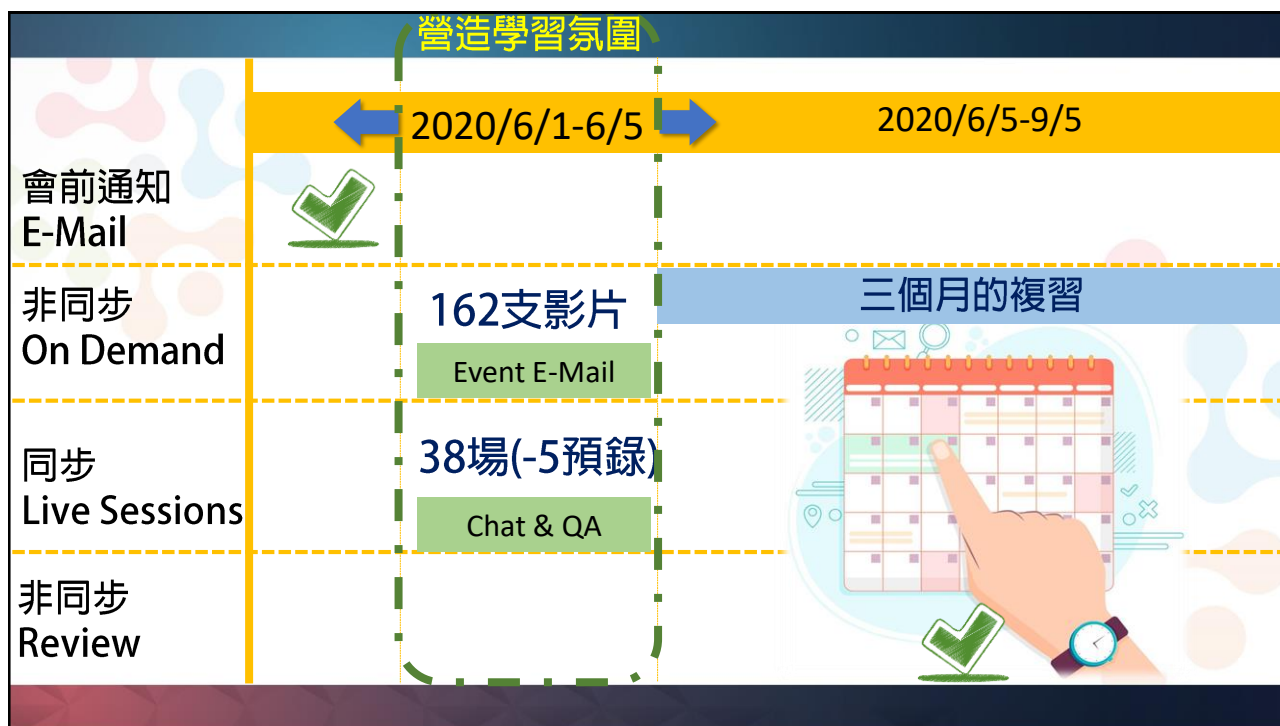 營造學習氛圍
2020/6/1-6/5
2020/6/5-9/5
會前通知
E-Mail
非同步
On Demand
162支影片
Event E-Mail
三個月的複習
同步
Live Sessions
38場(-5預錄)
Chat & QA
非同步
Review